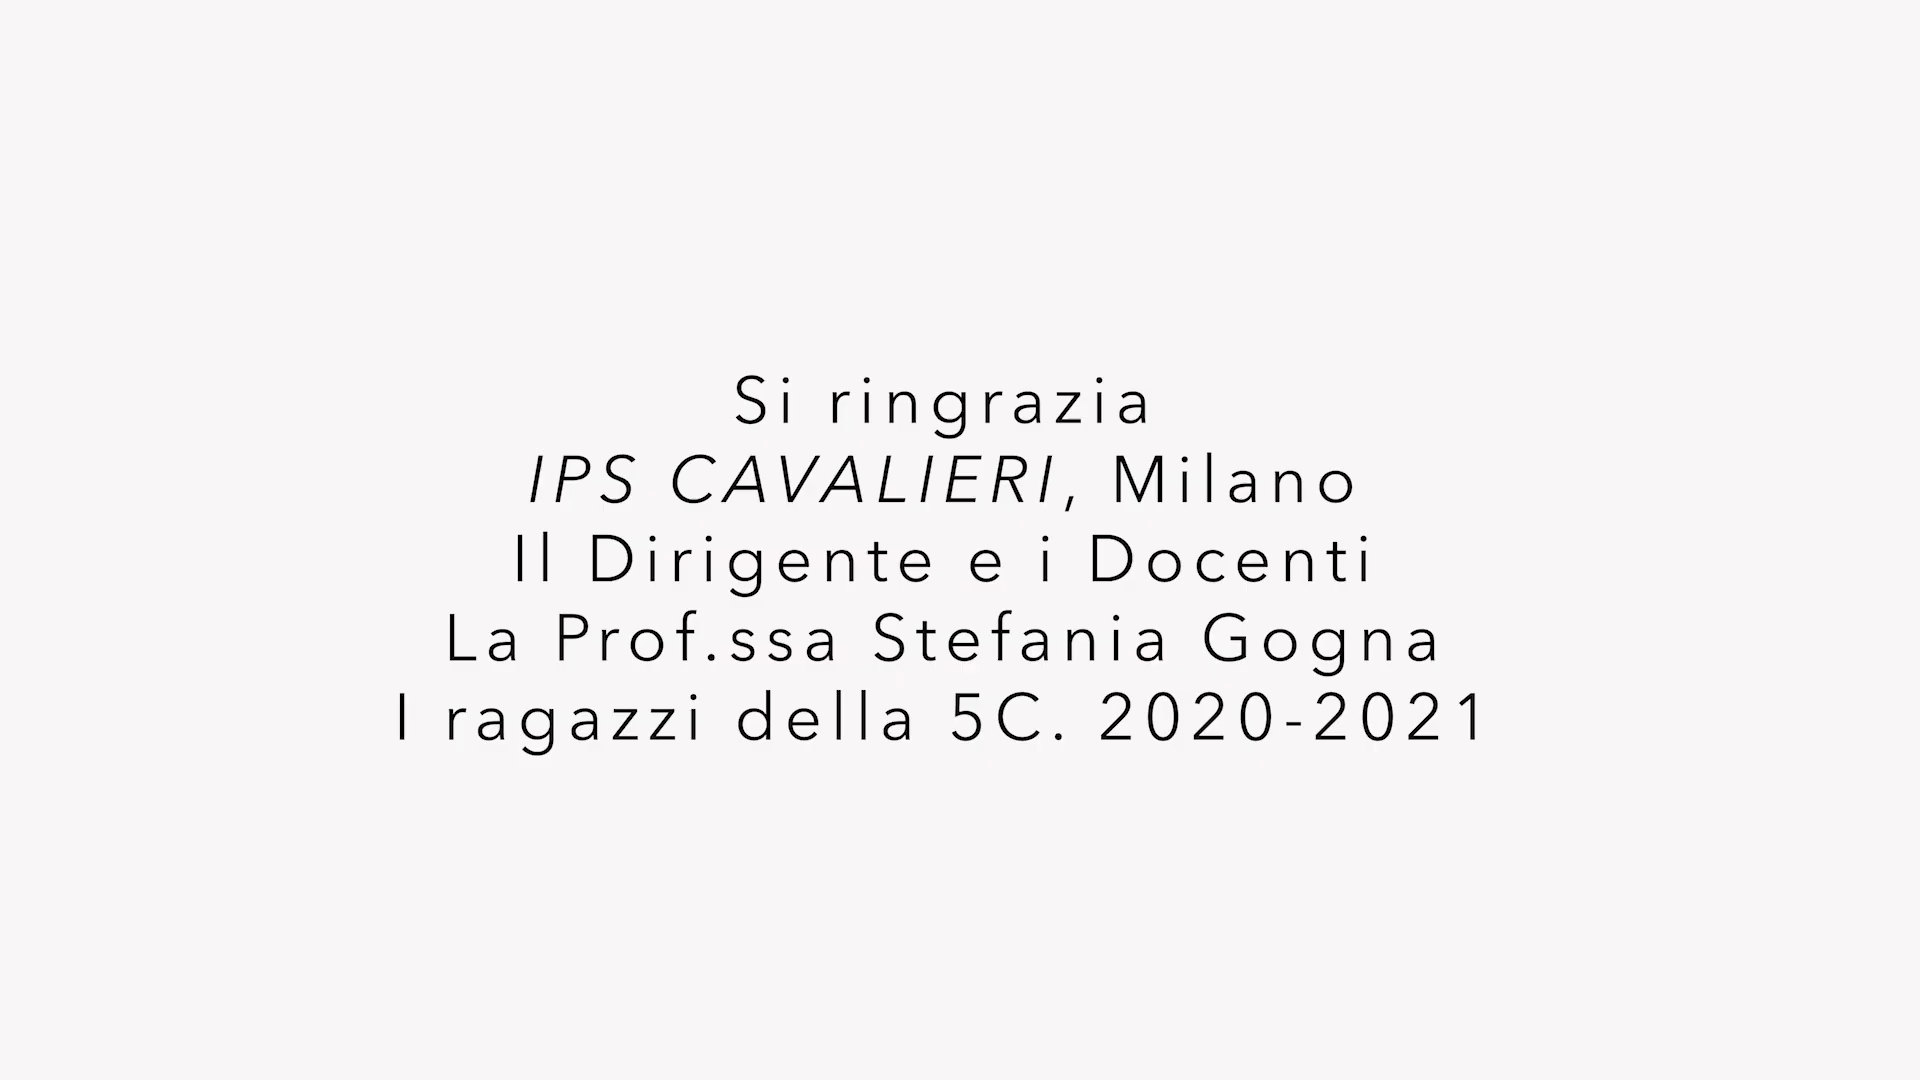 Si ringrazia
IPS CAVALIERI, Milano
Il Dirigente e i Docenti
La Prof.ssa Stefania Gogna
I ragazzi della 5C. 2020-2021